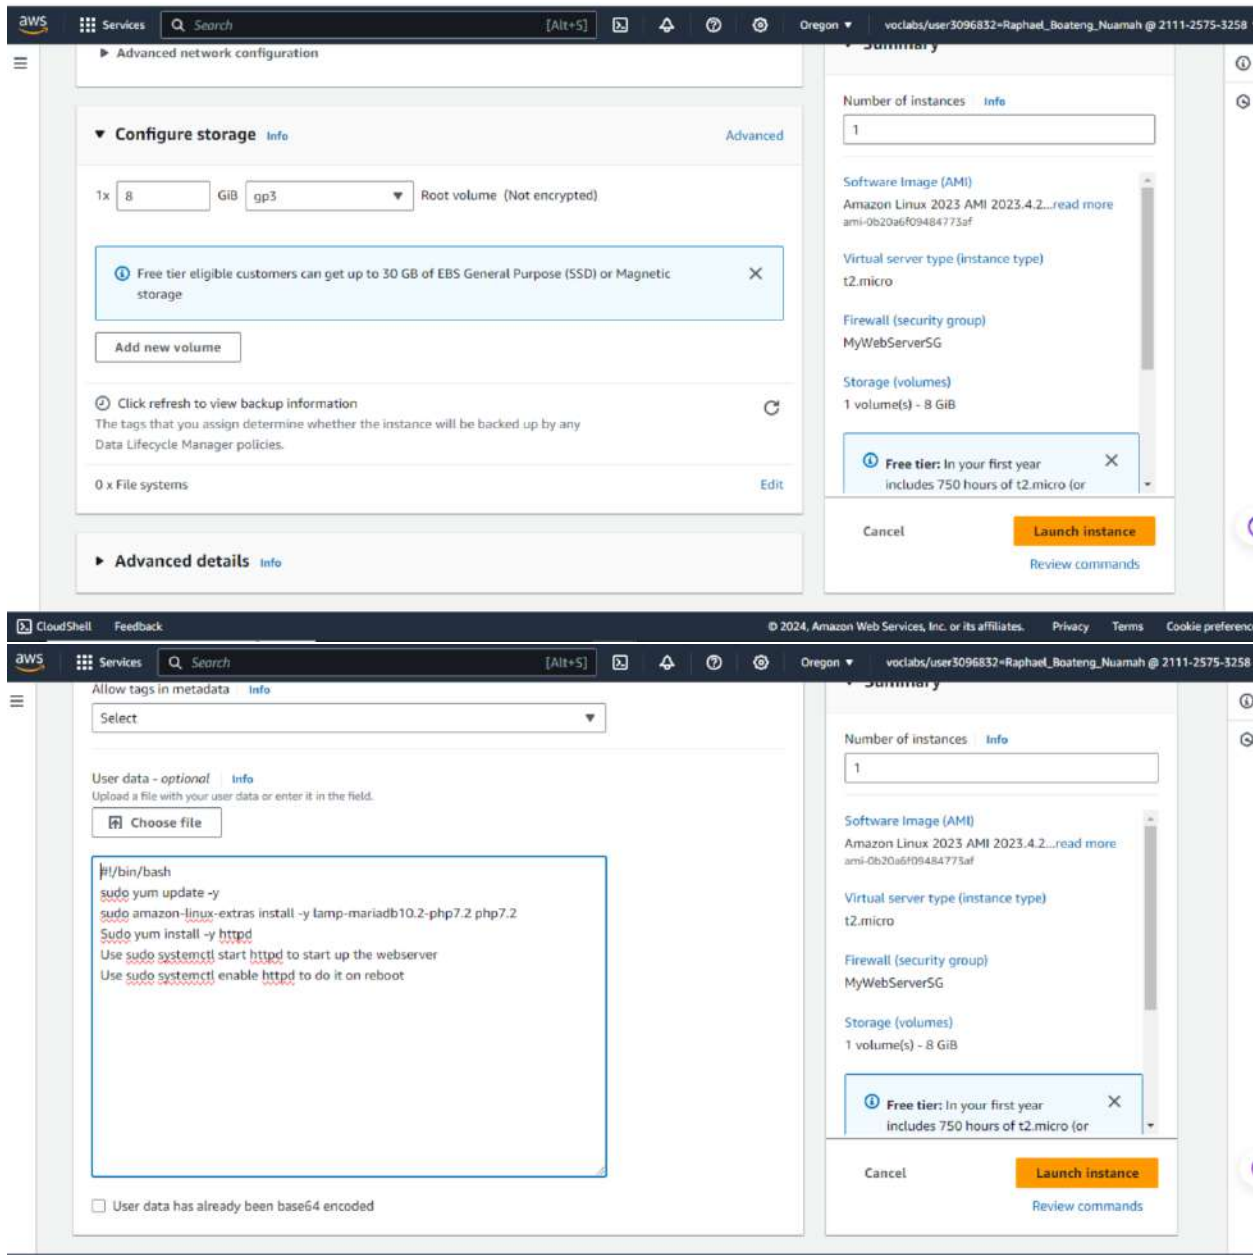 aws Services Search [Alt+S] Oregon voclabs/user3096832=Raphael_Boateng_Nuamah @ 2111-2575-3258
Advanced network configuration
Configure storage Info Advanced
1x 8 GiB gp3 Root volume (Not encrypted)
Free tier eligible customers can get up to 30 GB of EBS General Purpose (SSD) or Magnetic
storage
Add new volume
Click refresh to view backup information
The tags that you assign determine whether the instance will be backed up by any
Data Lifecycle Manager policies.
0 x File systems Edit
Advanced details Info
Summary
Number of instances Info
1
Software Image (AMI)
Amazon Linux 2023 AMI 2023.4.2...read more
ami-0b20a6f09484773af
Virtual server type (instance type)
t2.micro
Firewall (security group)
MyWebServerSG
Storage (volumes)
1 volume(s) - 8 GiB
Free tier: In your first year
includes 750 hours of t2.micro (or
Cancel Launch instance
Review commands
CloudShell Feedback © 2024, Amazon Web Services, Inc. or its affiliates. Privacy Terms Cookie preferenc
aws Services Search [Alt+S] Oregon voclabs/user3096832=Raphael_Boateng_Nuamah @ 2111-2575-3258
Allow tags in metadata Info
Select
User data - optional Info
Upload a file with your user data or enter it in the field.
Choose file
#!/bin/bash
sudo yum update -y
sudo amazon-linux-extras install -y lamp-mariadb10.2-php7.2 php7.2
Sudo yum install -y httpd
Use sudo systemctl start httpd to start up the webserver
Use sudo systemctl enable httpd to do it on reboot
User data has already been base64 encoded
Summary
Number of instances Info
1
Software Image (AMI)
Amazon Linux 2023 AMI 2023.4.2...read more
ami-0b20a6f09484773af
Virtual server type (instance type)
t2.micro
Firewall (security group)
MyWebServerSG
Storage (volumes)
1 volume(s) - 8 GiB
Free tier: In your first year
includes 750 hours of t2.micro (or
Cancel Launch instance
Review commands